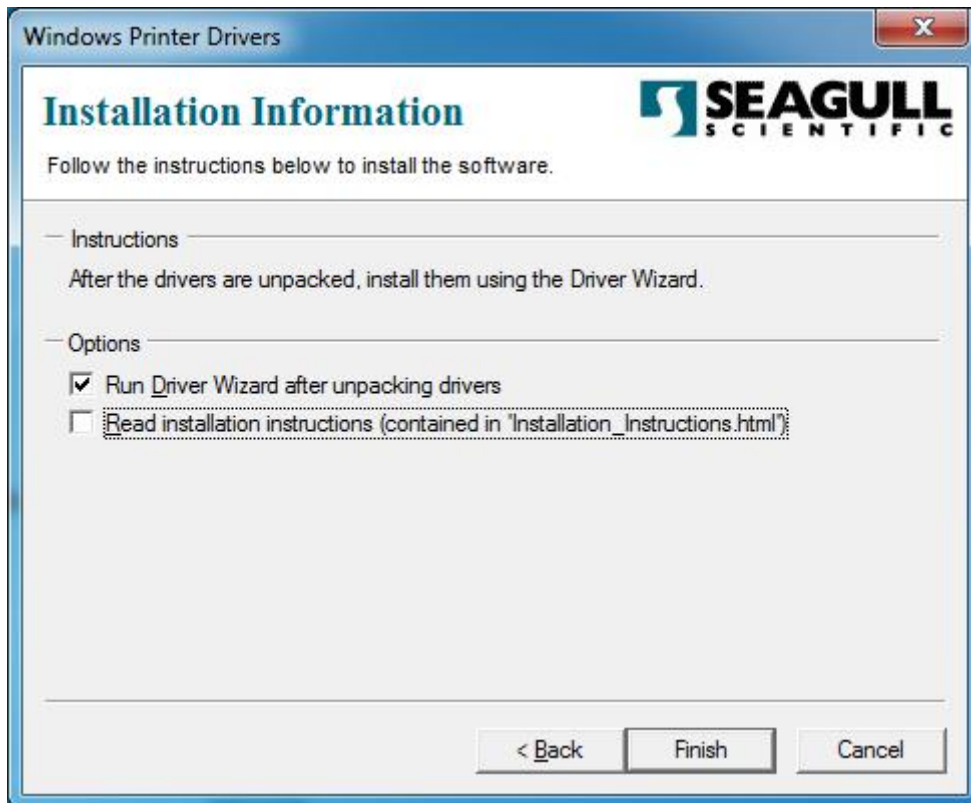 Windows Printer Drivers
Installation Information
SEAGULL
SCIENTIFIC
Follow the instructions below to install the software.
Instructions
After the drivers are unpacked, install them using the Driver Wizard.
Options
Run Driver Wizard after unpacking drivers
Read installation instructions (contained in 'Installation_Instructions.html')
< Back
Finish
Cancel